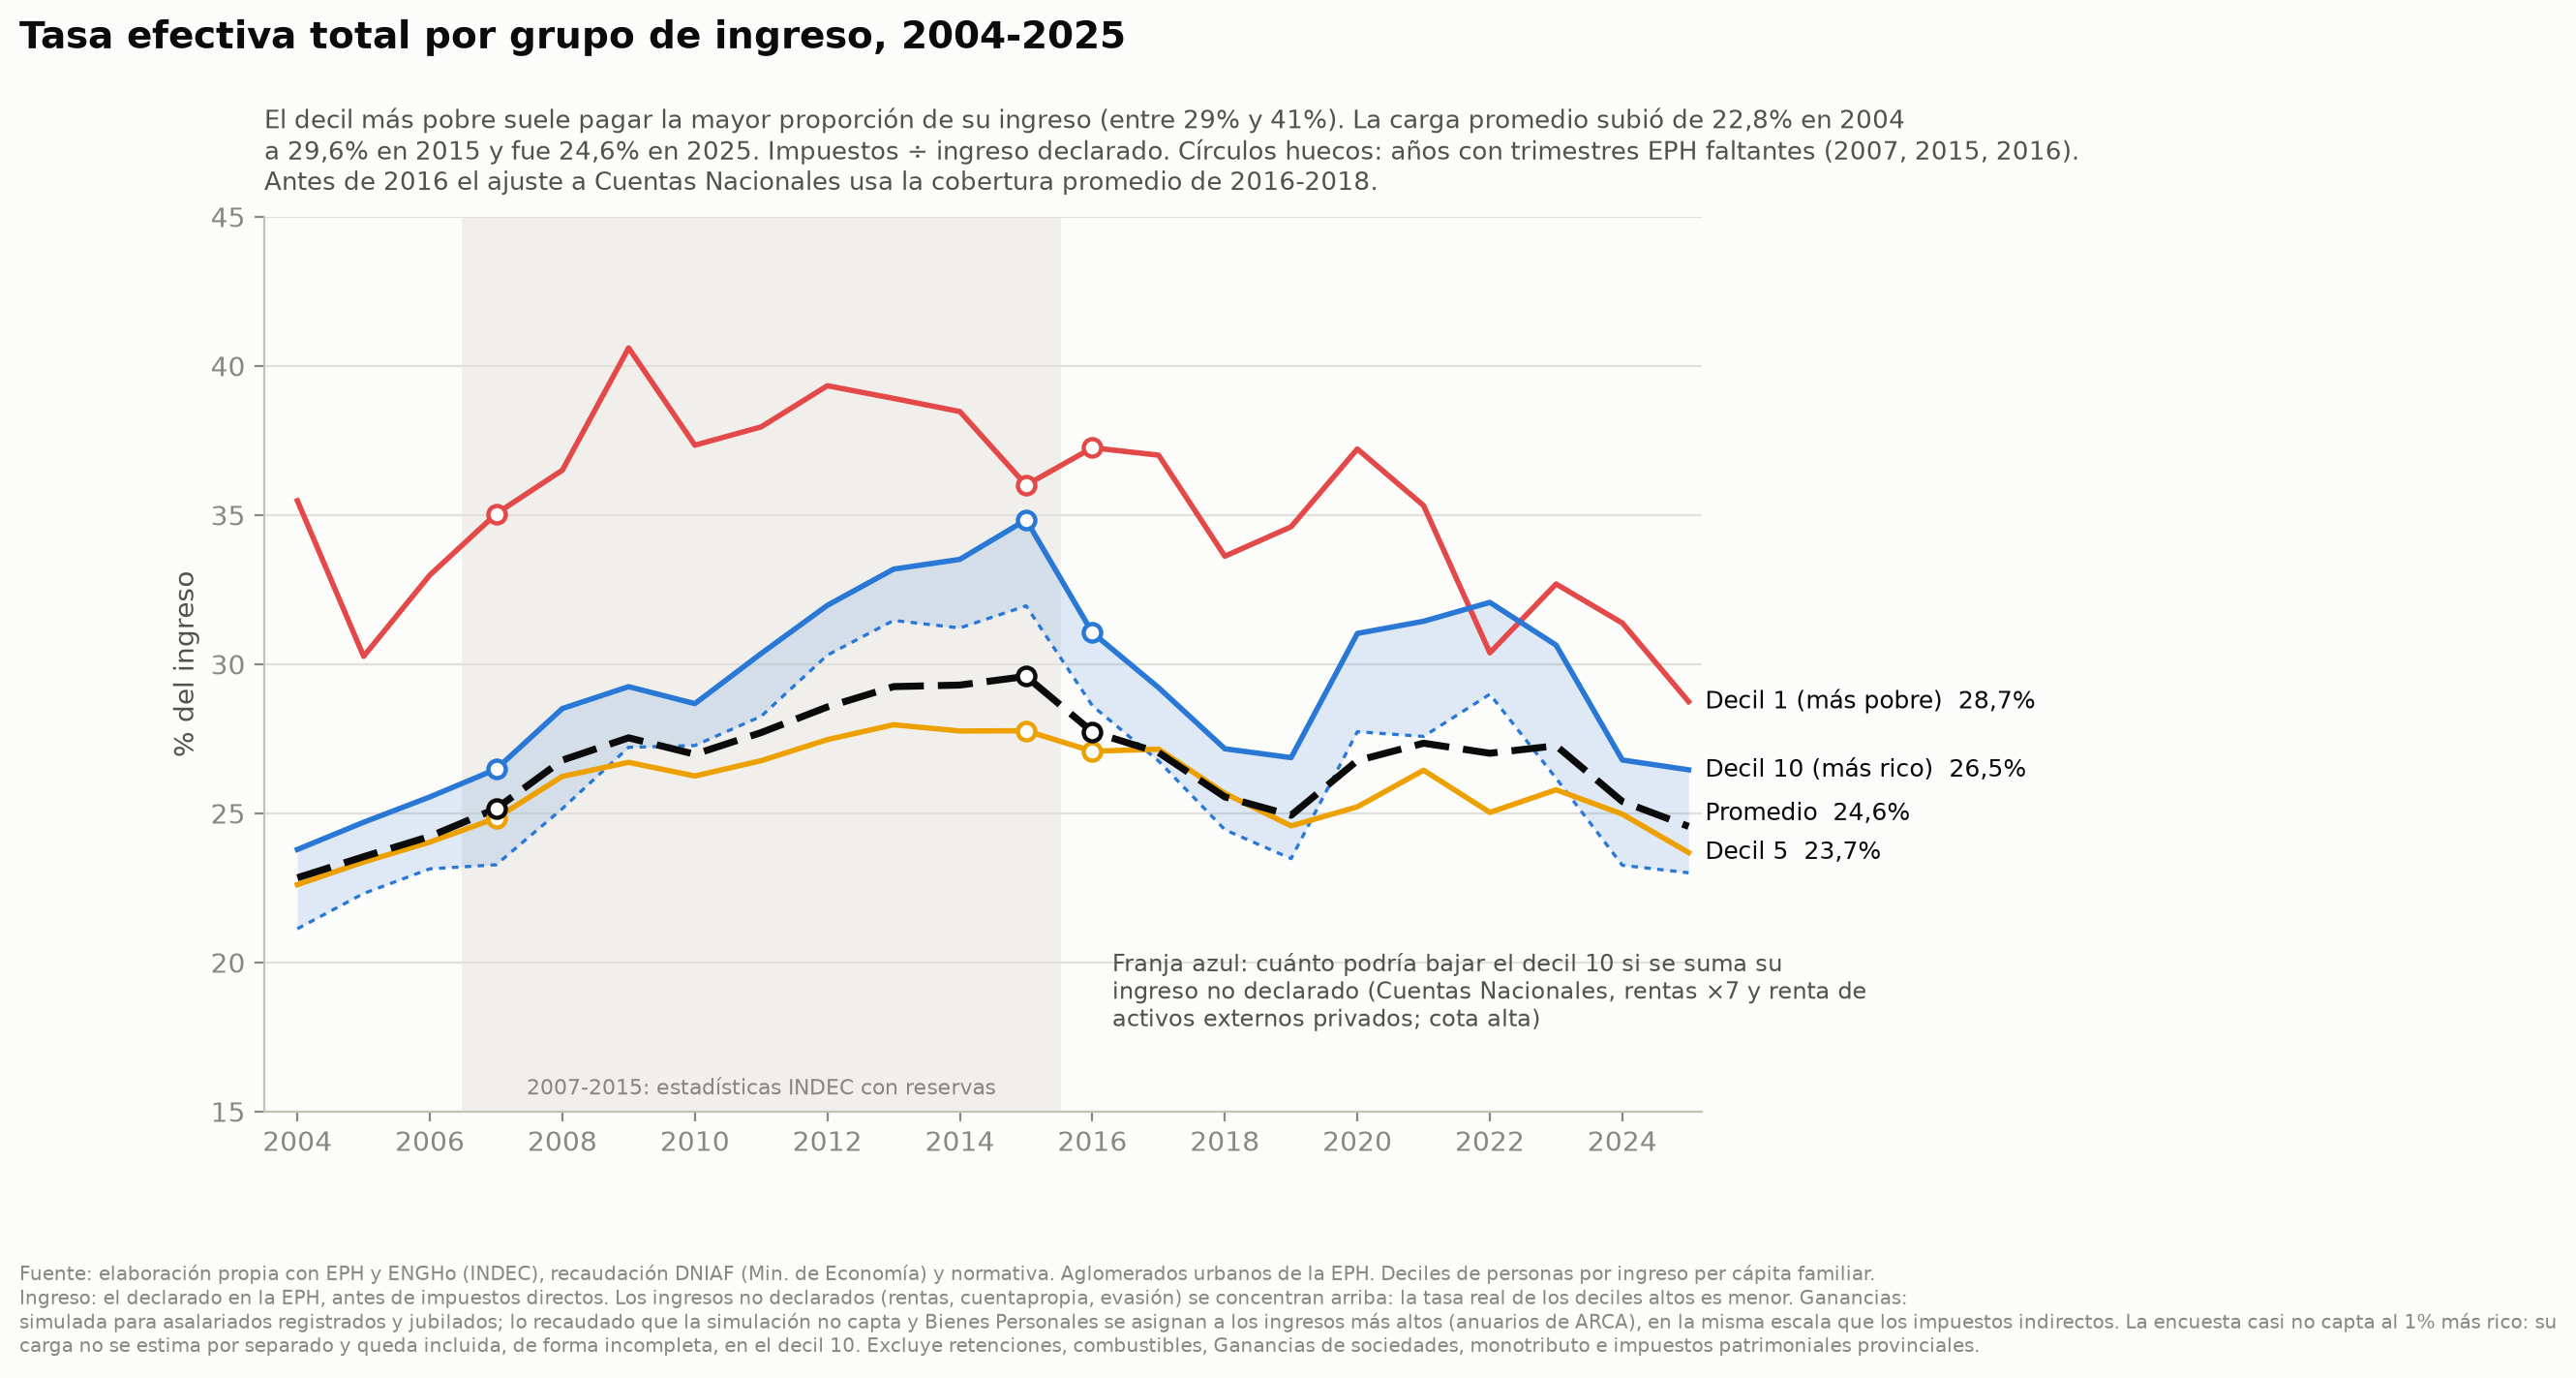 Tasa efectiva total por grupo de ingreso, 2004-2025
El decil más pobre suele pagar la mayor proporción de su ingreso (entre 29% y 41%). La carga promedio subió de 22,8% en 2004
a 29,6% en 2015 y fue 24,6% en 2025. Impuestos ÷ ingreso declarado. Círculos huecos: años con trimestres EPH faltantes (2007, 2015, 2016).
Antes de 2016 el ajuste a Cuentas Nacionales usa la cobertura promedio de 2016-2018.
% del ingreso
45
40
35
30
25
20
15
Decil 1 (más pobre) 28,7%
Decil 10 (más rico) 26,5%
Promedio 24,6%
Decil 5 23,7%
Franja azul: cuánto podría bajar el decil 10 si se suma su
ingreso no declarado (Cuentas Nacionales, rentas ×7 y renta de
activos externos privados; cota alta)
2007-2015: estadísticas INDEC con reservas
2004 2006 2008 2010 2012 2014 2016 2018 2020 2022 2024
Fuente: elaboración propia con EPH y ENGHo (INDEC), recaudación DNIAF (Min. de Economía) y normativa. Aglomerados urbanos de la EPH. Deciles de personas por ingreso per cápita familiar.
Ingreso: el declarado en la EPH, antes de impuestos directos. Los ingresos no declarados (rentas, cuentapropia, evasión) se concentran arriba: la tasa real de los deciles altos es menor. Ganancias:
simulada para asalariados registrados y jubilados; lo recaudado que la simulación no capta y Bienes Personales se asignan a los ingresos más altos (anuarios de ARCA), en la misma escala que los impuestos indirectos. La encuesta casi no capta al 1% más rico: su
carga no se estima por separado y queda incluida, de forma incompleta, en el decil 10. Excluye retenciones, combustibles, Ganancias de sociedades, monotributo e impuestos patrimoniales provinciales.